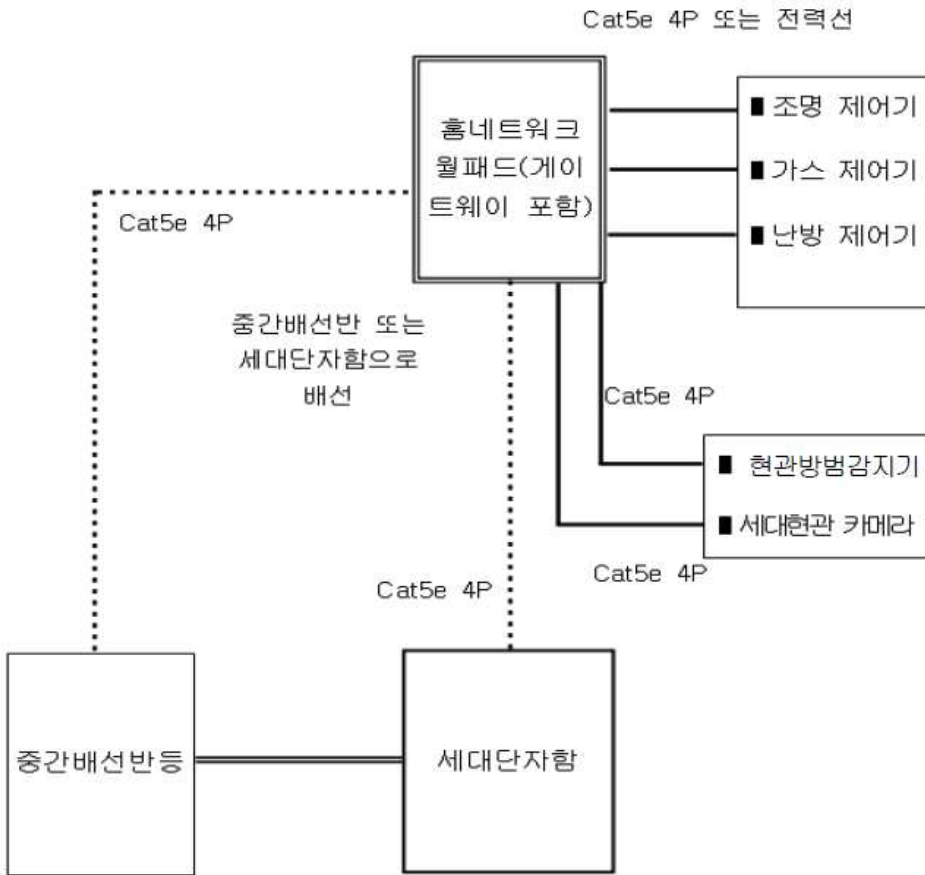 Cat5e 4P 또는 전력선
홈네트워크
월패드(게이
트웨이 포함)
■ 조명 제어기
■ 가스 제어기
■ 난방 제어기
Cat5e 4P
중간배선반 또는
세대단자함으로
배선
Cat5e 4P
■ 현관방범감지기
■ 세대현관 카메라
Cat5e 4P
Cat5e 4P
중간배선반등
세대단자함